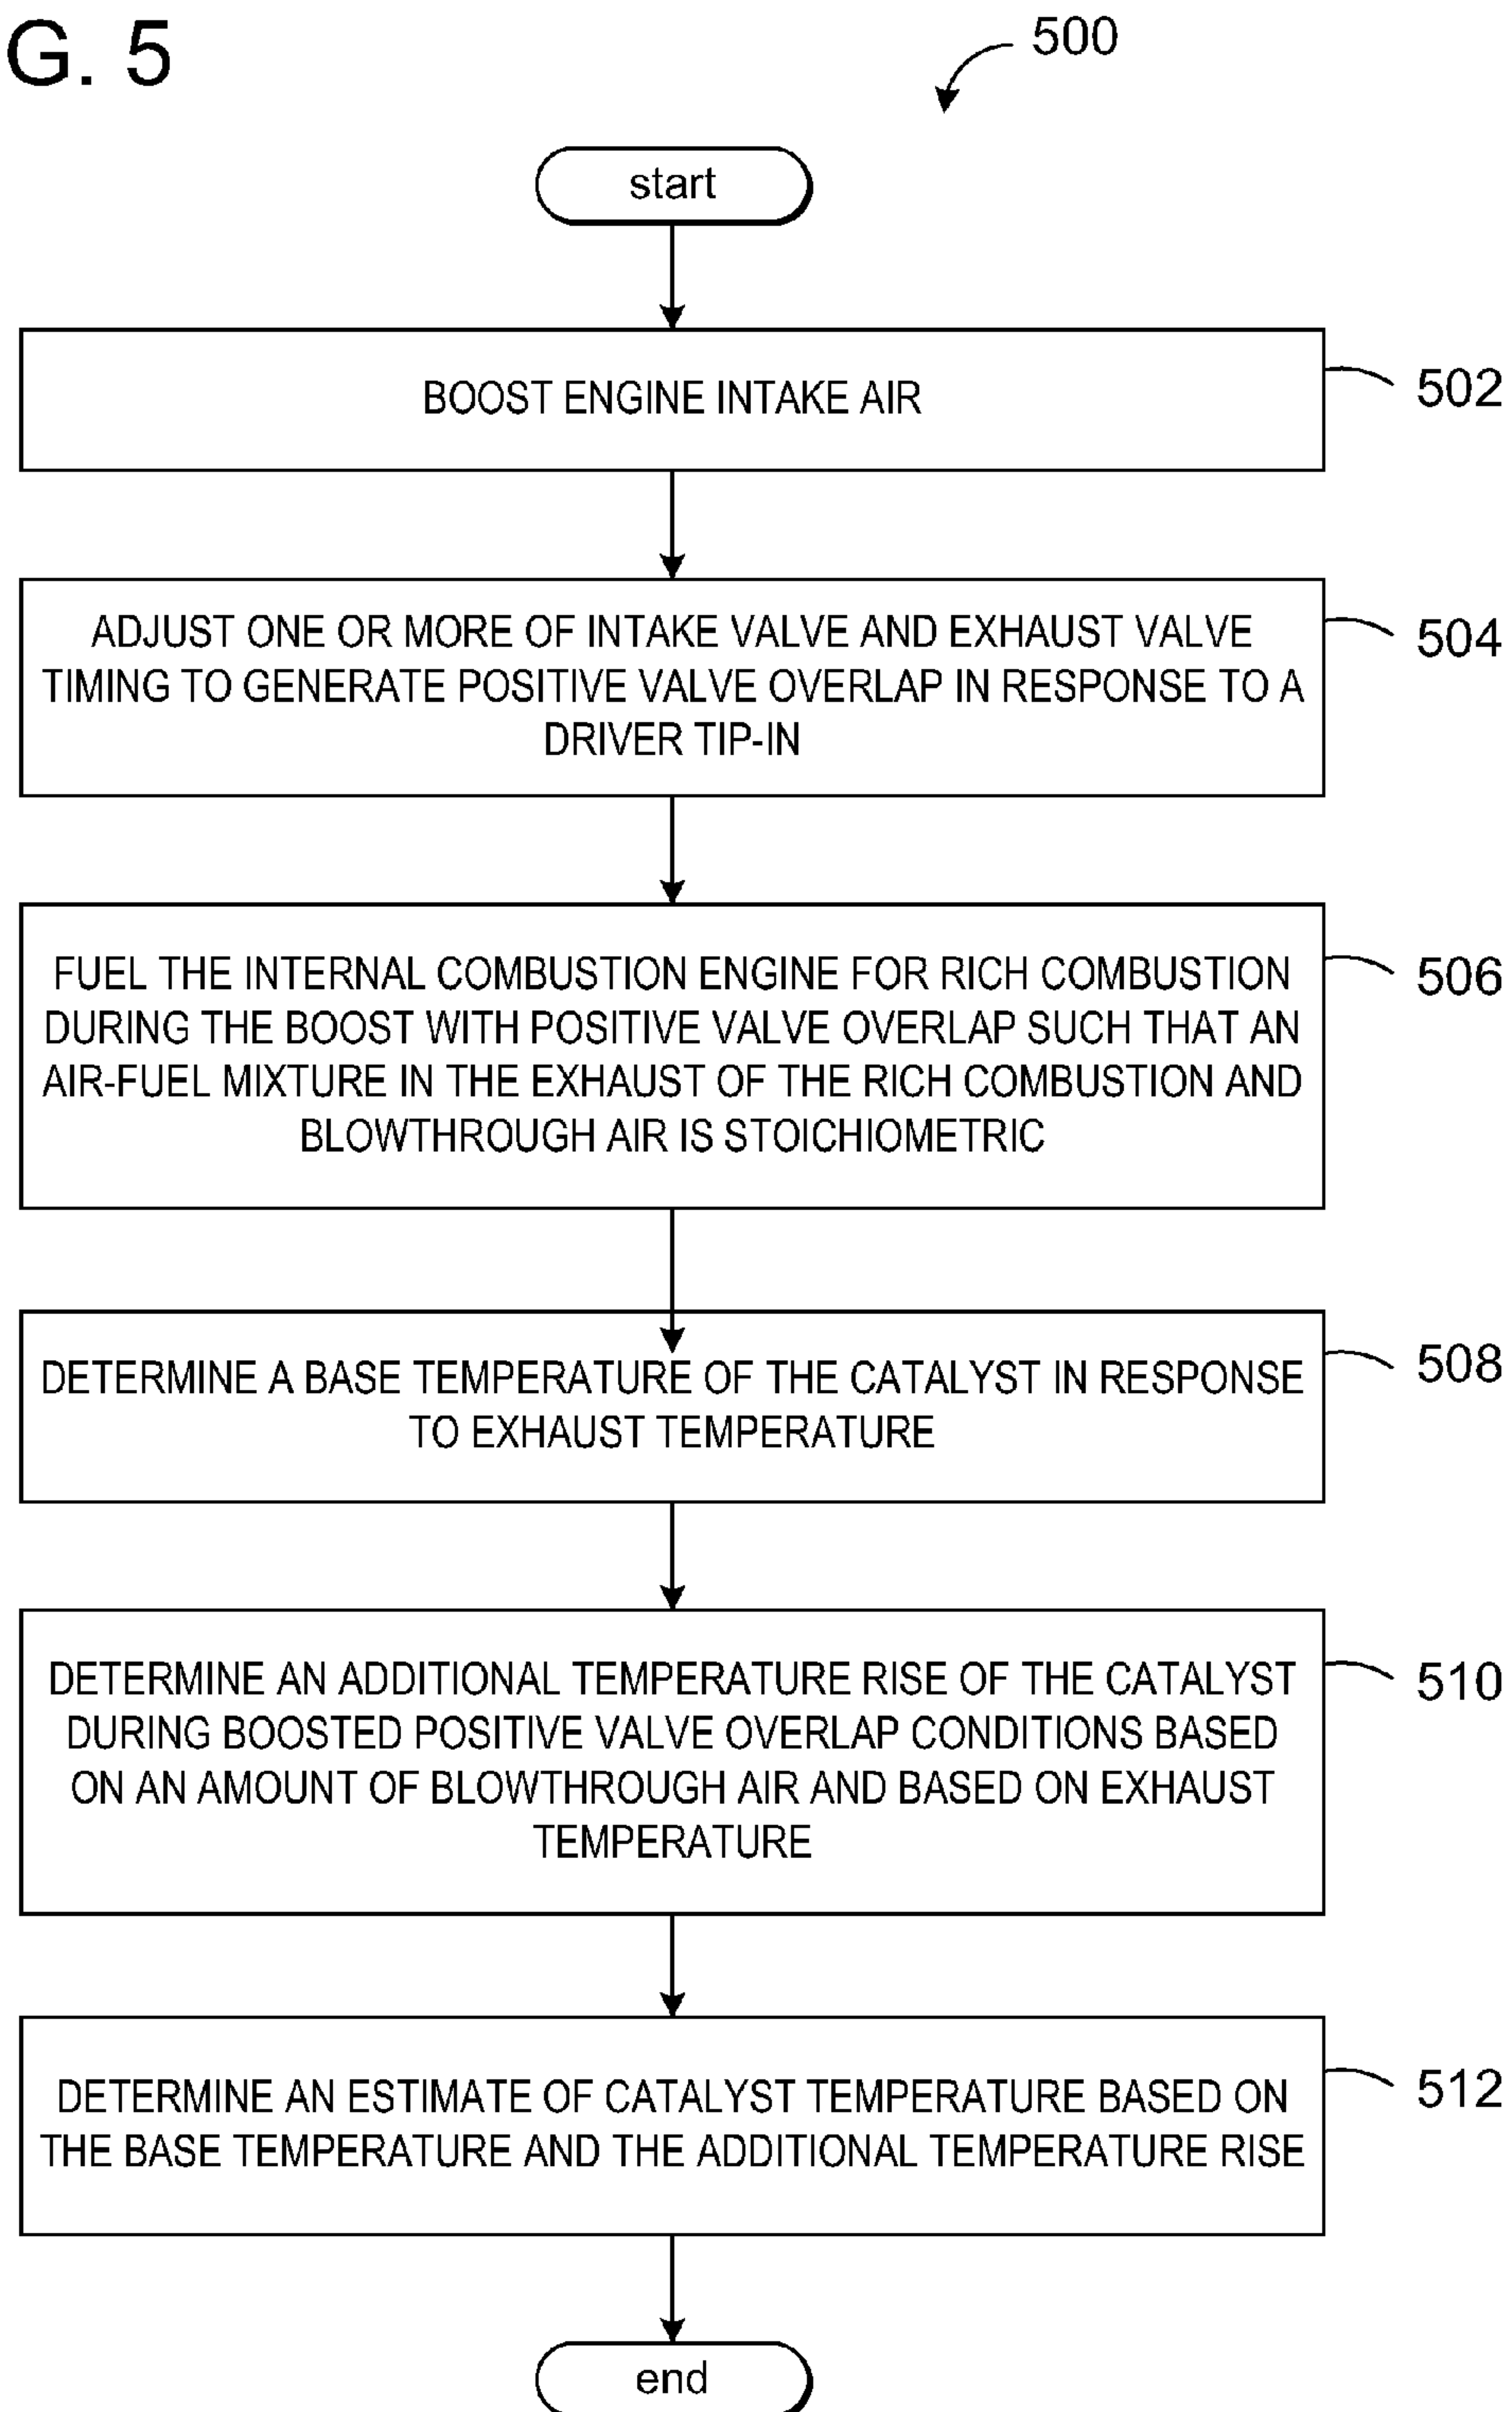 G. 5
500
start
BOOST ENGINE INTAKE AIR
502
ADJUST ONE OR MORE OF INTAKE VALVE AND EXHAUST VALVE
TIMING TO GENERATE POSITIVE VALVE OVERLAP IN RESPONSE TO A
DRIVER TIP-IN
504
FUEL THE INTERNAL COMBUSTION ENGINE FOR RICH COMBUSTION
DURING THE BOOST WITH POSITIVE VALVE OVERLAP SUCH THAT AN
AIR-FUEL MIXTURE IN THE EXHAUST OF THE RICH COMBUSTION AND
BLOWTHROUGH AIR IS STOICHIOMETRIC
506
DETERMINE A BASE TEMPERATURE OF THE CATALYST IN RESPONSE
TO EXHAUST TEMPERATURE
508
DETERMINE AN ADDITIONAL TEMPERATURE RISE OF THE CATALYST
DURING BOOSTED POSITIVE VALVE OVERLAP CONDITIONS BASED
ON AN AMOUNT OF BLOWTHROUGH AIR AND BASED ON EXHAUST
TEMPERATURE
510
DETERMINE AN ESTIMATE OF CATALYST TEMPERATURE BASED ON
THE BASE TEMPERATURE AND THE ADDITIONAL TEMPERATURE RISE
512
end